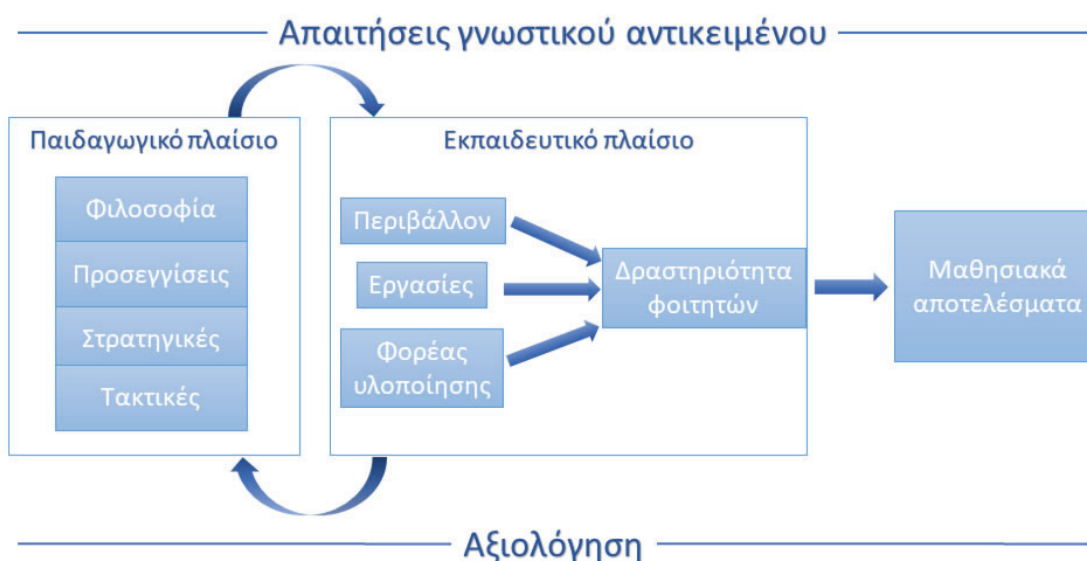 Απαιτήσεις γνωστικού αντικειμένου
Παιδαγωγικό πλαίσιο
Φιλοσοφία
Προσεγγίσεις
Στρατηγικές
Τακτικές
Εκπαιδευτικό πλαίσιο
Περιβάλλον
Εργασίες
Φορέας
υλοποίησης
Δραστηριότητα
φοιτητών
Μαθησιακά
αποτελέσματα
Αξιολόγηση